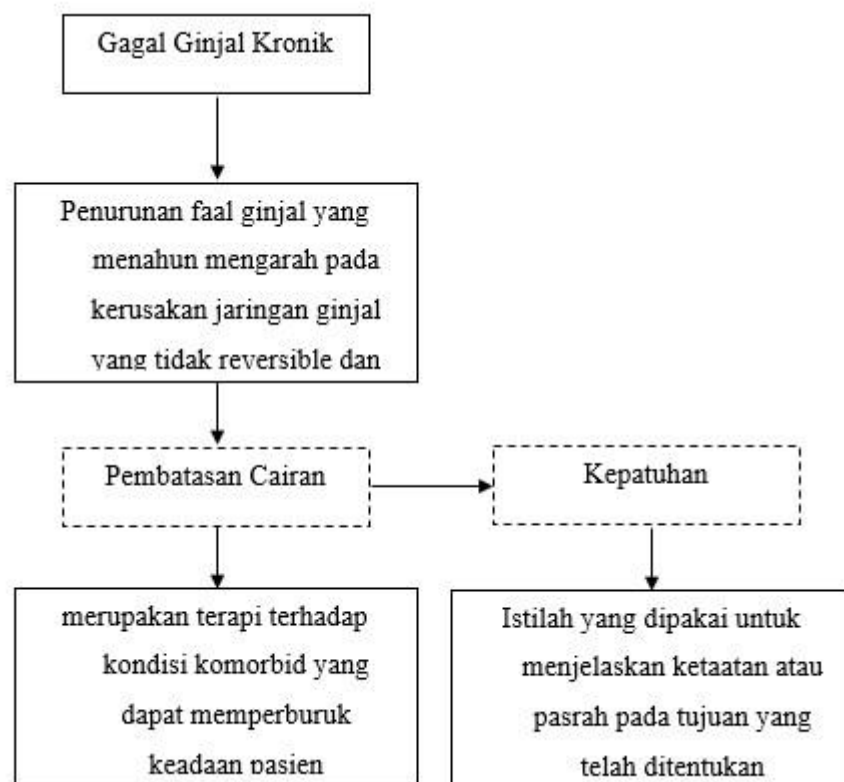 Gagal Ginjal Kronik
Penurunan faal ginjal yang
menahun mengarah pada
kerusakan jaringan ginjal
yang tidak reversible dan
Pembatasan Cairan
Kepatuhan
merupakan terapi terhadap
kondisi komorbid yang
dapat memperburuk
keadaan pasien
Istilah yang dipakai untuk
menjelaskan ketaatan atau
pasrah pada tujuan yang
telah ditentukan